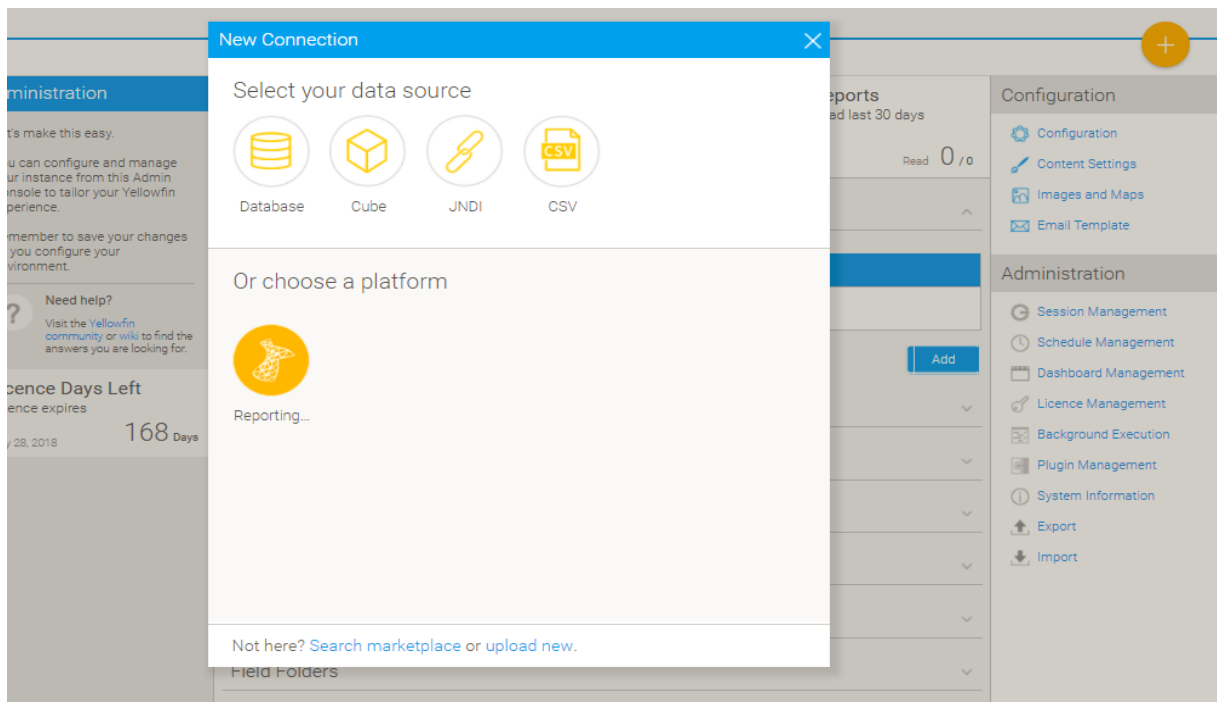 New Connection
Select your data source
CSV
Database
Cube
JNDI
CSV
Or choose a platform
Reporting...
Not here? Search marketplace or upload new.
ministration
t's make this easy.
u can configure and manage
ur instance from this Admin
nsole to tailor your Yellowfin
perience.
member to save your changes
you configure your
vironment.
?
Need help?
Visit the Yellowfin
community or wiki to find the
answers you are looking for.
cence Days Left
ence expires
y 28, 2018
168 Days
eports
ad last 30 days
Read 0 / 0
Add
Field Folders
+
Configuration
Configuration
Content Settings
Images and Maps
Email Template
Administration
Session Management
Schedule Management
Dashboard Management
Licence Management
Background Execution
Plugin Management
System Information
Export
Import